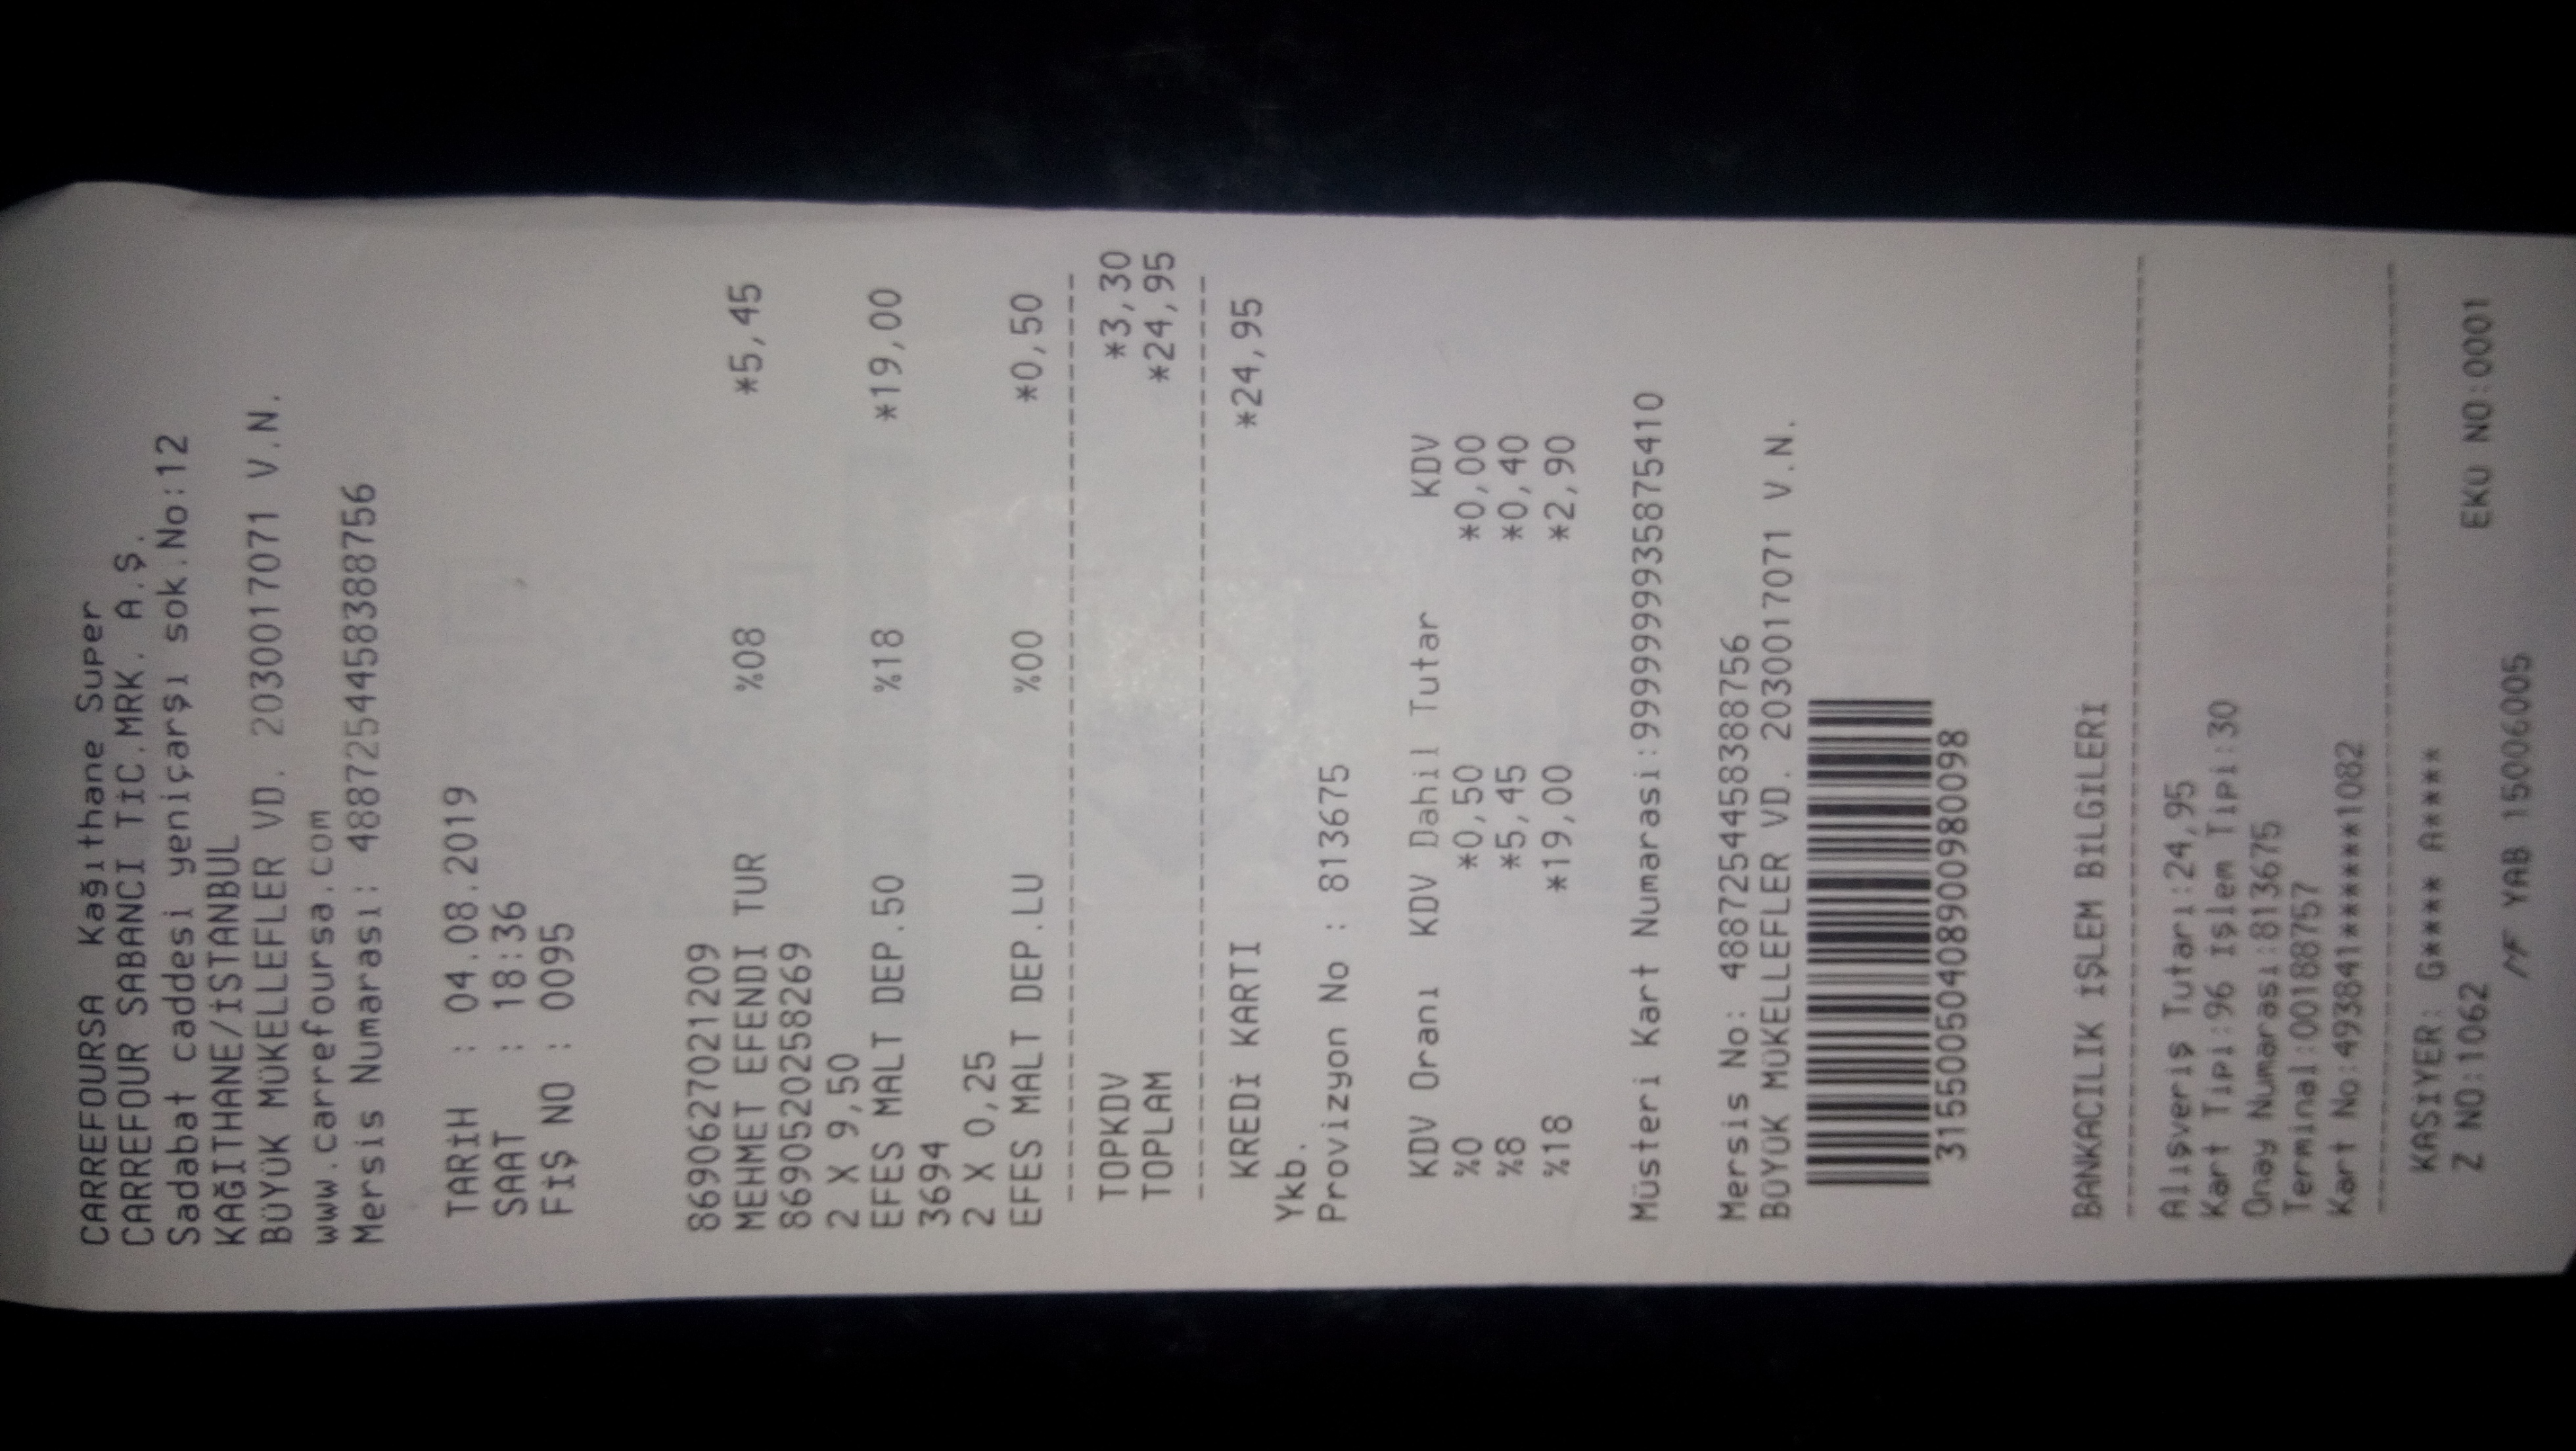 CARREFOURSA Kağıthane Super
CARREFOUR SABANCI TİC.MRK. A.Ş.
Sadabat caddesi yeniçarşı sok.No:12
KAĞITHANE/İSTANBUL
BÜYÜK MÜKELLEFLER VD. 2030017071 V.N.
www.carrefoursa.com
Mersis Numarası: 4887254458388756
TARİH : 04.08.2019
SAAT : 18:36
FİŞ NO : 0095
8690627021209
MEHMET EFENDI TUR %08 *5,45
8690520258269
2 X 9,50
EFES MALT DEP.50 %18 *19,00
3694
2 X 0,25
EFES MALT DEP.LU %00 *0,50
TOPKDV *3,30
TOPLAM *24,95
KREDİ KARTI *24,95
Ykb.
Provizyon No : 813675
KDV Oranı KDV Dahil Tutar KDV
%0 *0,50 *0,00
%8 *5,45 *0,40
%18 *19,00 *2,90
Müsteri Kart Numarasi:9999999935875410
Mersis No: 4887254458388756
BÜYÜK MÜKELLEFLER VD. 2030017071 V.N.
31550050408900980098
BANKACILIK İŞLEM BİLGİLERİ
Alışveriş Tutarı:24,95
Kart Tipi:96 İşlem Tipi:30
Onay Numarası:813675
Terminal:00188757
Kart No:493841******1082
KASİYER: G**** A****
Z NO:1062 EKÜ NO:0001
MF YAB 15006005